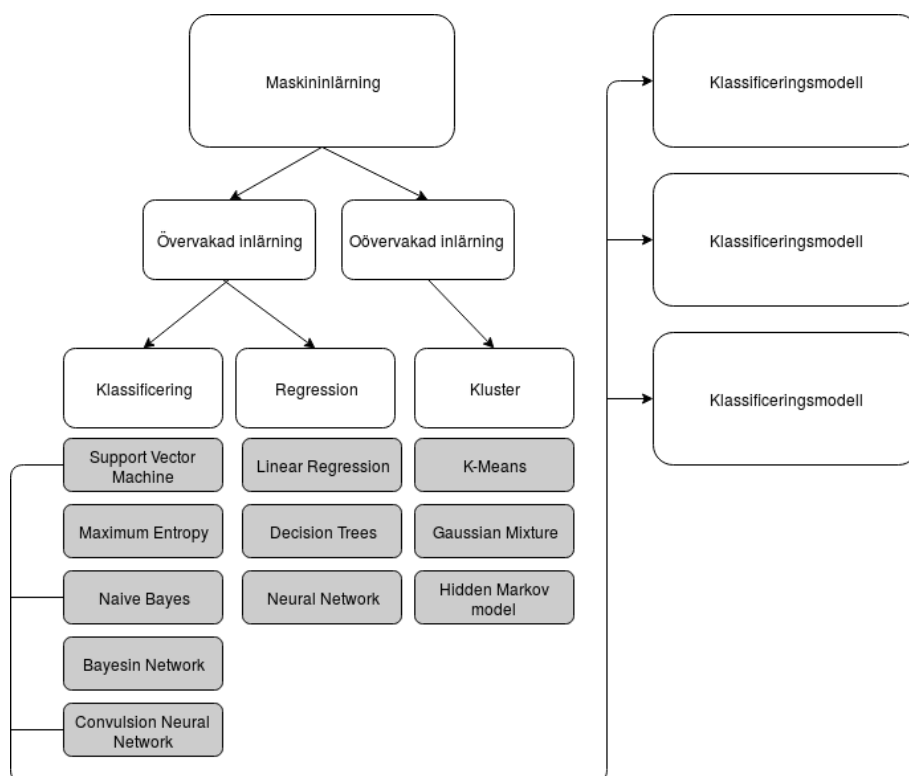 Maskininlärning
Klassificeringsmodell
Övervakad inlärning
Oövervakad inlärning
Klassificeringsmodell
Klassificering
Regression
Kluster
Klassificeringsmodell
Support Vector
Machine
Linear Regression
K-Means
Maximum Entropy
Decision Trees
Gaussian Mixture
Naive Bayes
Neural Network
Hidden Markov
model
Bayesin Network
Convulsion Neural
Network